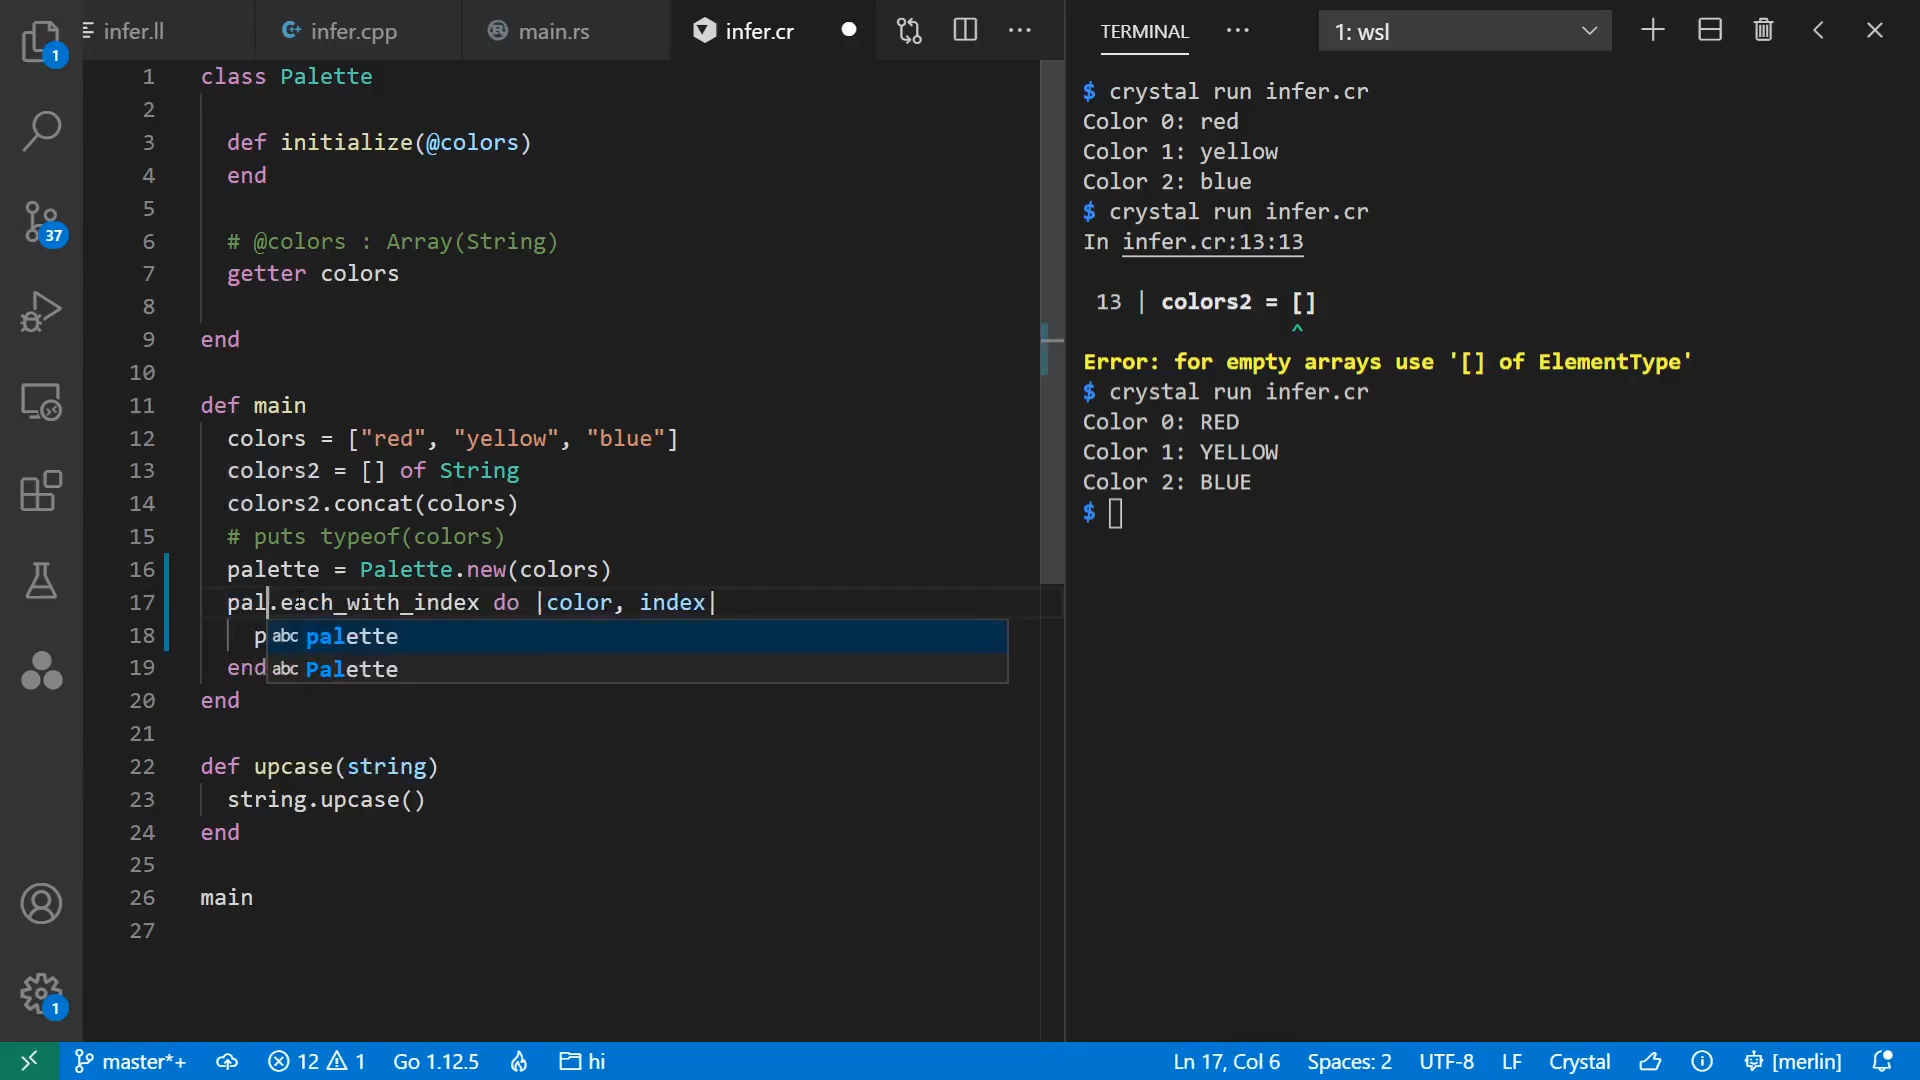 infer.ll infer.cpp main.rs infer.cr
1 class Palette
2
3 def initialize(@colors)
4 end
5
6 # @colors : Array(String)
7 getter colors
8
9 end
10
11 def main
12 colors = ["red", "yellow", "blue"]
13 colors2 = [] of String
14 colors2.concat(colors)
15 # puts typeof(colors)
16 palette = Palette.new(colors)
17 pal.each_with_index do |color, index|
18 p
abc palette
19 end
abc Palette
20 end
21
22 def upcase(string)
23 string.upcase()
24 end
25
26 main
27
1
37
1
TERMINAL 1: wsl
$ crystal run infer.cr
Color 0: red
Color 1: yellow
Color 2: blue
$ crystal run infer.cr
In infer.cr:13:13
13 | colors2 = []
^
Error: for empty arrays use '[] of ElementType'
$ crystal run infer.cr
Color 0: RED
Color 1: YELLOW
Color 2: BLUE
$
master*+ 12 1 Go 1.12.5 hi Ln 17, Col 6 Spaces: 2 UTF-8 LF Crystal [merlin]